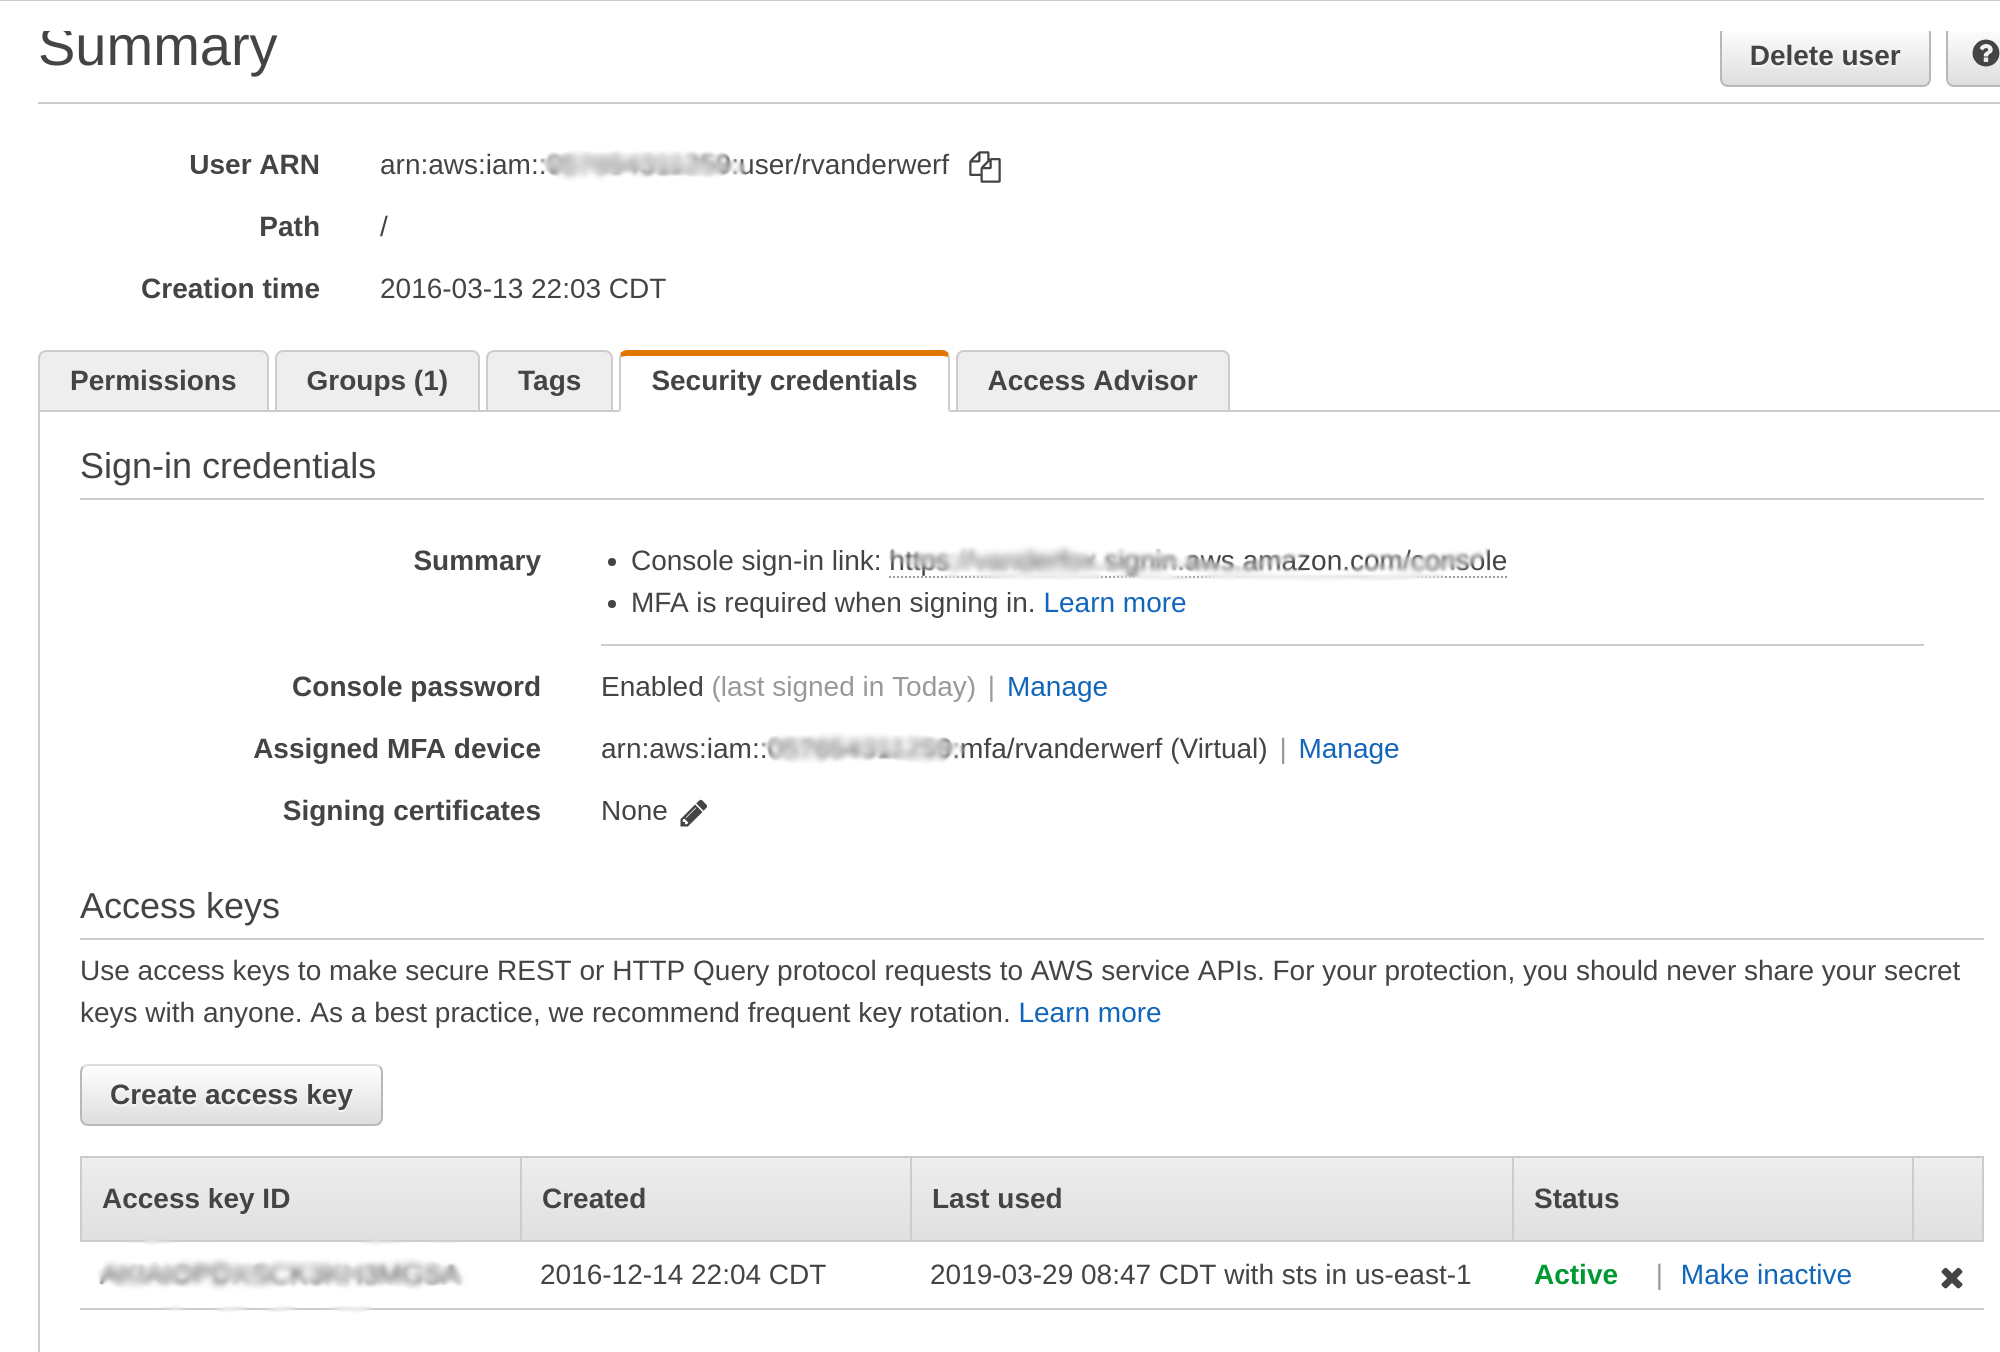 Summary
Delete user
User ARN arn:aws:iam:: :user/rvanderwerf
Path /
Creation time 2016-03-13 22:03 CDT
Permissions Groups (1) Tags Security credentials Access Advisor
Sign-in credentials
Summary • Console sign-in link: .aws.amazon.com/console
• MFA is required when signing in. Learn more
Console password Enabled (last signed in Today) | Manage
Assigned MFA device arn:aws:iam:: :mfa/rvanderwerf (Virtual) | Manage
Signing certificates None
Access keys
Use access keys to make secure REST or HTTP Query protocol requests to AWS service APIs. For your protection, you should never share your secret
keys with anyone. As a best practice, we recommend frequent key rotation. Learn more
Create access key
Access key ID Created Last used Status
2016-12-14 22:04 CDT 2019-03-29 08:47 CDT with sts in us-east-1 Active | Make inactive